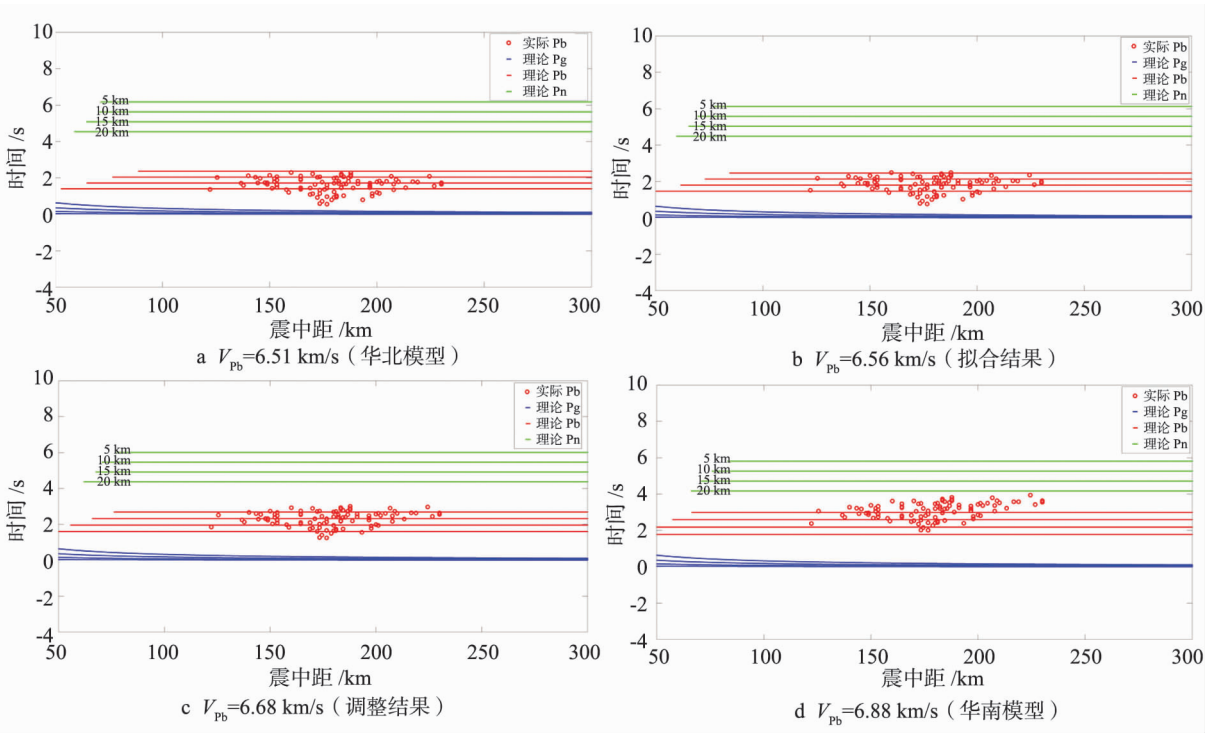 10
8
6
4
2
0
-2
-4
时间 /s
5 km
10 km
15 km
20 km
实际 Pb
理论 Pg
理论 Pb
理论 Pn
50
100
150
200
250
300
震中距 /km
a V_Pb=6.51 km/s（华北模型）
10
8
6
4
2
0
-2
-4
时间 /s
5 km
10 km
15 km
20 km
实际 Pb
理论 Pg
理论 Pb
理论 Pn
50
100
150
200
250
300
震中距 /km
b V_Pb=6.56 km/s（拟合结果）
10
8
6
4
2
0
-2
-4
时间 /s
5 km
10 km
15 km
20 km
实际 Pb
理论 Pg
理论 Pb
理论 Pn
50
100
150
200
250
300
震中距 /km
c V_Pb=6.68 km/s（调整结果）
10
8
6
4
2
0
-2
-4
时间 /s
5 km
10 km
15 km
20 km
实际 Pb
理论 Pg
理论 Pb
理论 Pn
50
100
150
200
250
300
震中距 /km
d V_Pb=6.88 km/s（华南模型）